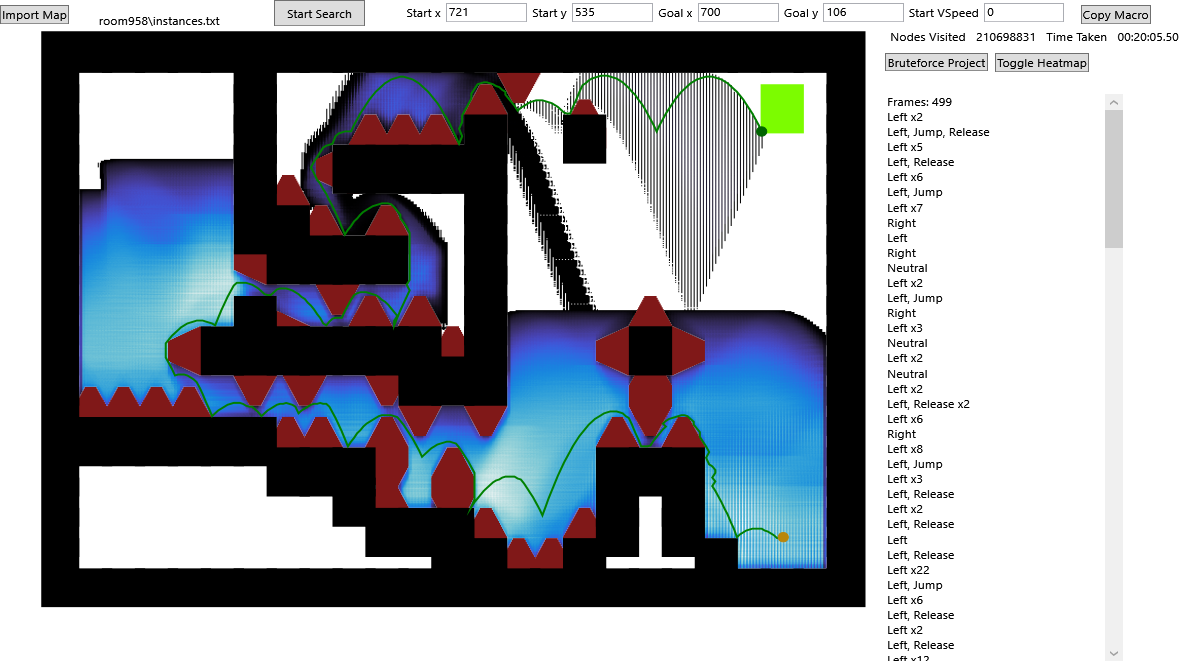 Import Map
room958\instances.txt
Start Search
Start x 721 Start y 535 Goal x 700 Goal y 106 Start VSpeed 0
Copy Macro
Nodes Visited 210698831 Time Taken 00:20:05.50
Bruteforce Project Toggle Heatmap
Frames: 499
Left x2
Left, Jump, Release
Left x5
Left, Release
Left x6
Left, Jump
Left x7
Right
Left
Right
Neutral
Left x2
Left, Jump
Right
Left x3
Neutral
Left x2
Neutral
Left x2
Left, Release x2
Left x6
Right
Left x8
Left, Jump
Left x3
Left, Release
Left x2
Left, Release
Left
Left, Release
Left x22
Left, Jump
Left x6
Left, Release
Left x2
Left, Release
Left x12